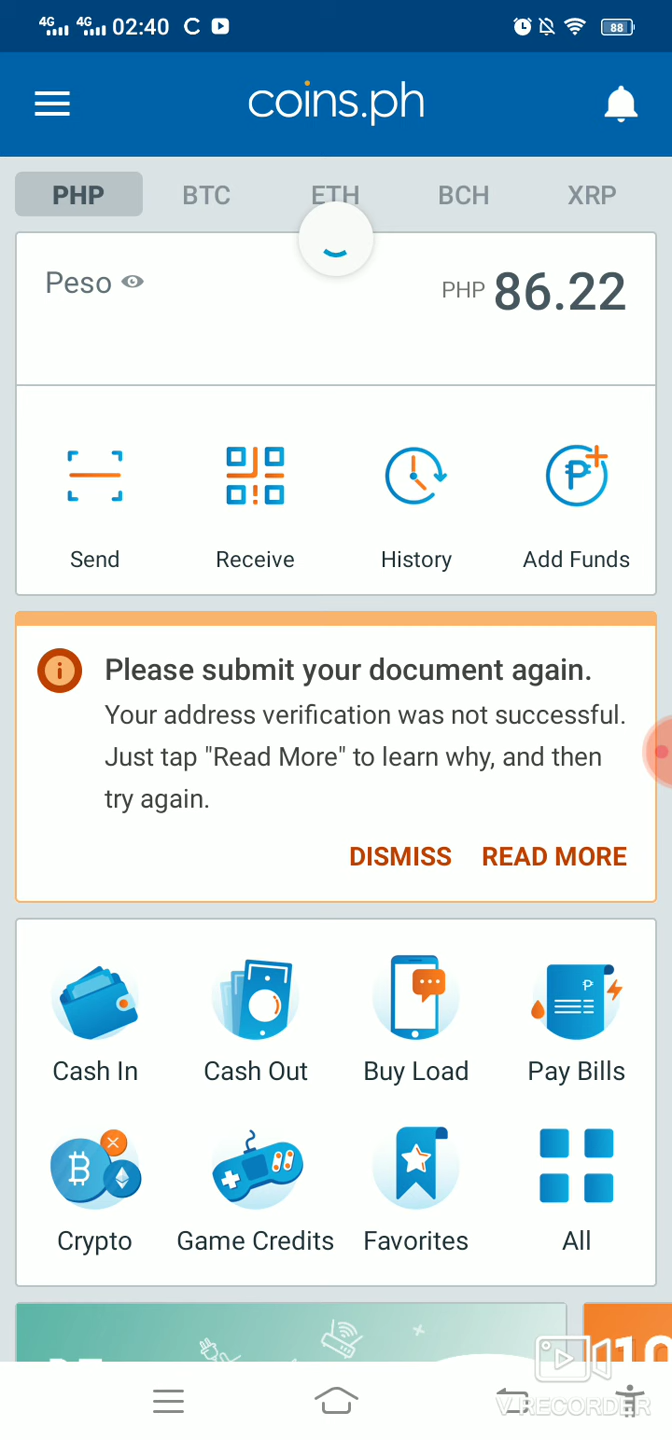 4G 4G 02:40 C 88
coins.ph
PHP BTC ETH BCH XRP
Peso PHP 86.22
Send Receive History Add Funds
Please submit your document again.
Your address verification was not successful.
Just tap "Read More" to learn why, and then
try again.
DISMISS READ MORE
Cash In Cash Out Buy Load Pay Bills
Crypto Game Credits Favorites All
V RECORDER